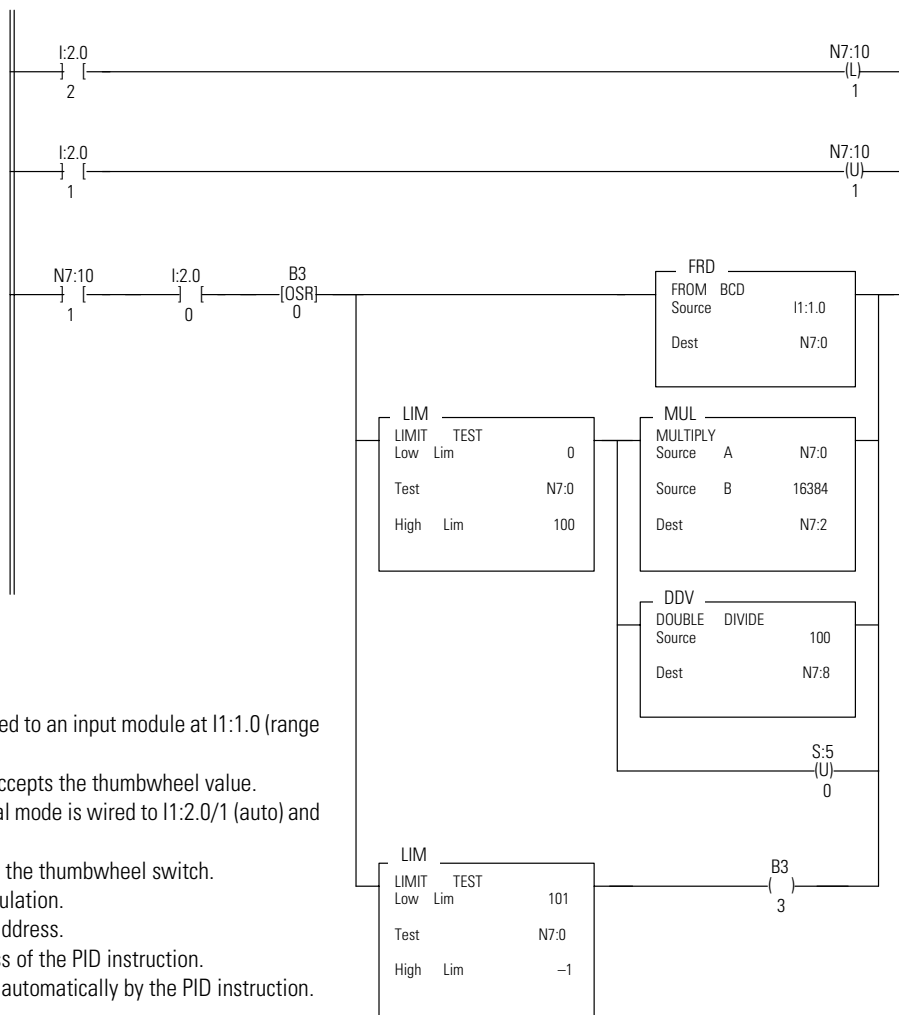 I:2.0
] [
2
N7:10
(L)
1
I:2.0
] [
1
N7:10
(U)
1
N7:10
] [
1
I:2.0
] [
0
B3
[OSR]
0
FRD
FROM BCD
Source I1:1.0
Dest N7:0
LIM
LIMIT TEST
Low Lim 0
Test N7:0
High Lim 100
MUL
MULTIPLY
Source A N7:0
Source B 16384
Dest N7:2
DDV
DOUBLE DIVIDE
Source 100
Dest N7:8
S:5
(U)
0
LIM
LIMIT TEST
Low Lim 101
Test N7:0
High Lim –1
B3
( )
3
ed to an input module at I1:1.0 (range
ccepts the thumbwheel value.
al mode is wired to I1:2.0/1 (auto) and
the thumbwheel switch.
ulation.
ddress.
ss of the PID instruction.
automatically by the PID instruction.